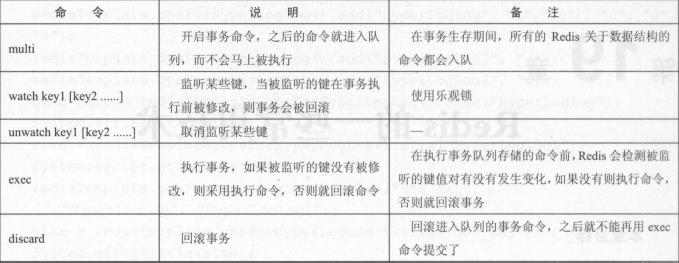 命 令 说 明 备 注
multi
开启事务命令，之后的命令就进入队
列，而不会马上被执行
在事务生存期间，所有的 Redis 关于数据结构的
命令都会入队
watch key1 [key2 ......]
监听某些键，当被监听的键在事务执
行前被修改，则事务会被回滚
使用乐观锁
unwatch key1 [key2 ......]
取消监听某些键
—
exec
执行事务，如果被监听的键没有被修
改，则采用执行命令，否则就回滚命令
在执行事务队列存储的命令前，Redis 会检测被监
听的键值对有没有发生变化，如果没有则执行命令，
否则就回滚事务
discard
回滚事务
回滚进入队列的事务命令，之后就不能再用 exec
命令提交了